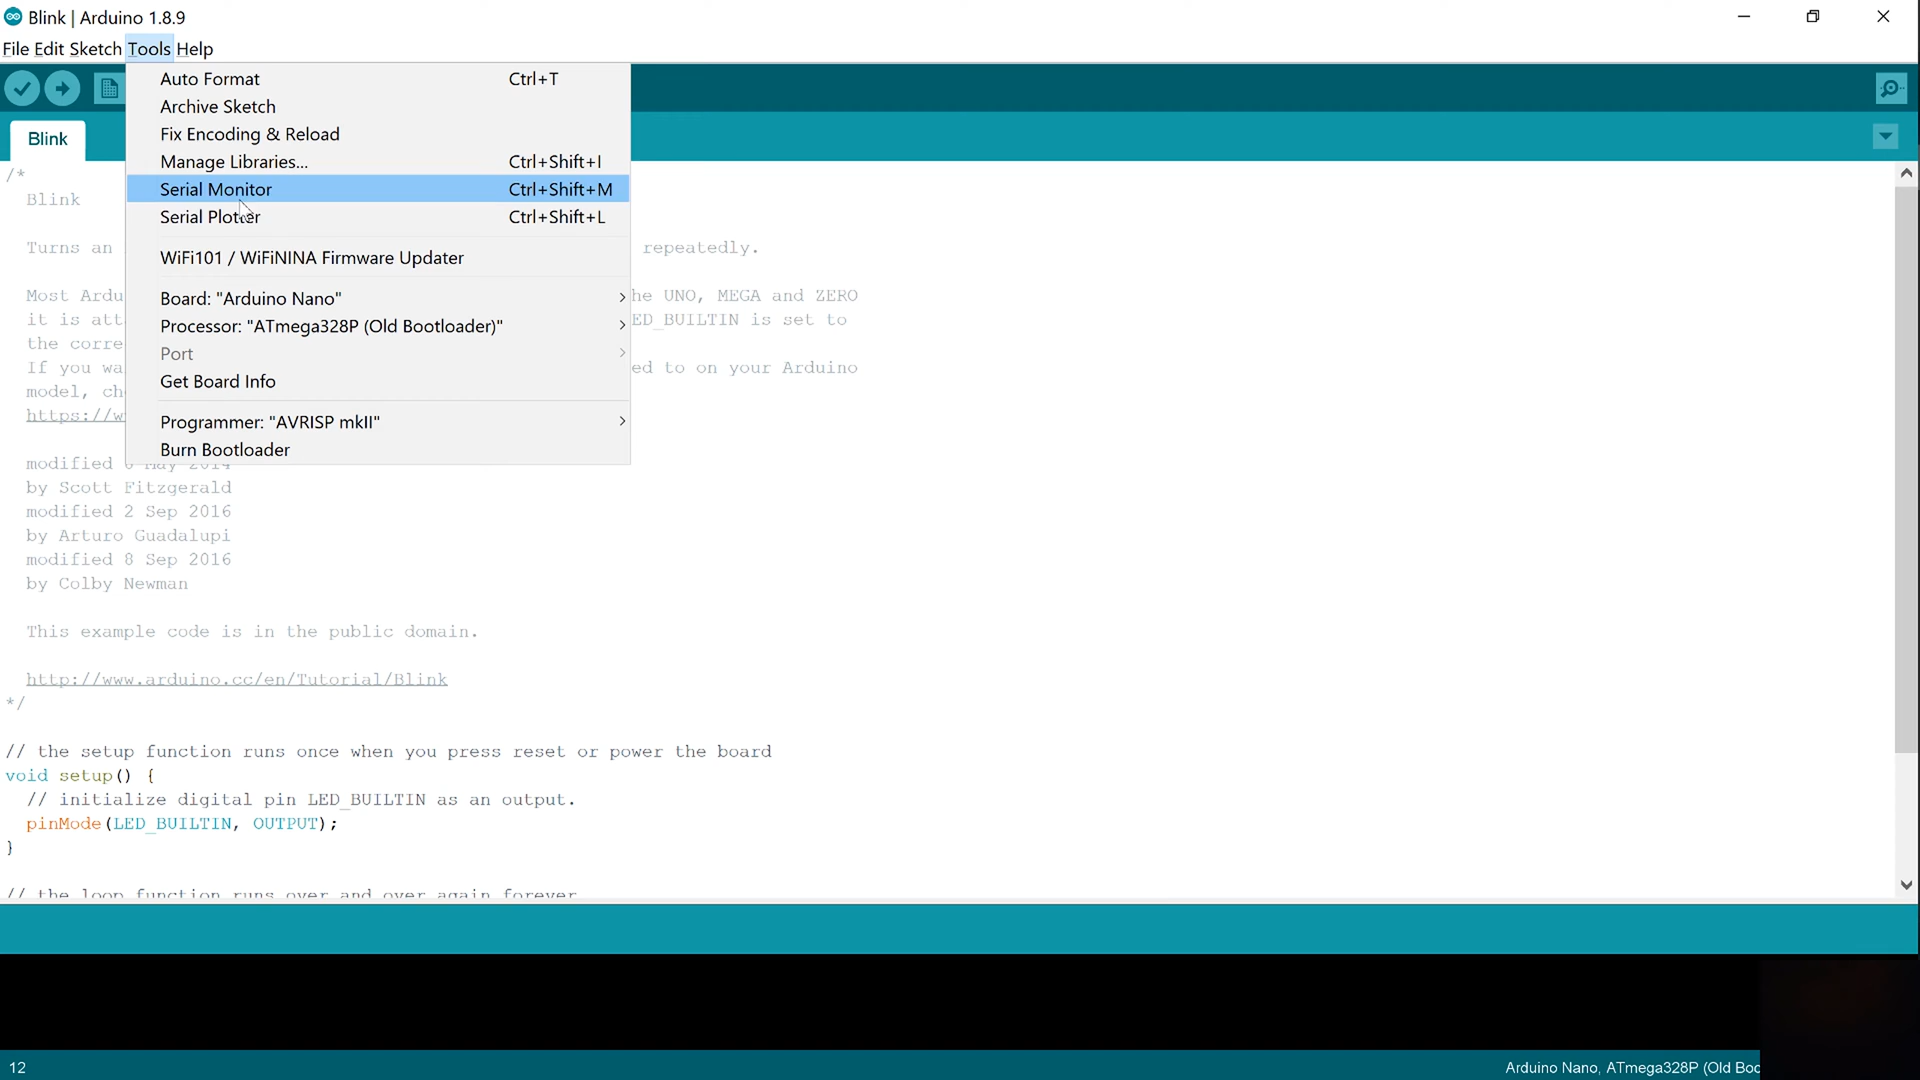 Blink | Arduino 1.8.9
File Edit Sketch Tools Help
Auto Format Ctrl+T
Archive Sketch
Fix Encoding & Reload
Manage Libraries... Ctrl+Shift+I
Serial Monitor Ctrl+Shift+M
Serial Plotter Ctrl+Shift+L
WiFi101 / WiFiNINA Firmware Updater
Board: "Arduino Nano"
Processor: "ATmega328P (Old Bootloader)"
Port
Get Board Info
Programmer: "AVRISP mkII"
Burn Bootloader
Blink
/*
Blink
Turns an repeatedly.
Most Ardu he UNO, MEGA and ZERO
it is att ED_BUILTIN is set to
the corre
If you wa ed to on your Arduino
model, ch
https://w
modified 8 May 2014
by Scott Fitzgerald
modified 2 Sep 2016
by Arturo Guadalupi
modified 8 Sep 2016
by Colby Newman
This example code is in the public domain.
http://www.arduino.cc/en/Tutorial/Blink
*/
// the setup function runs once when you press reset or power the board
void setup() {
// initialize digital pin LED_BUILTIN as an output.
pinMode(LED_BUILTIN, OUTPUT);
}
// the loop function runs over and over again forever
12
Arduino Nano, ATmega328P (Old Boo